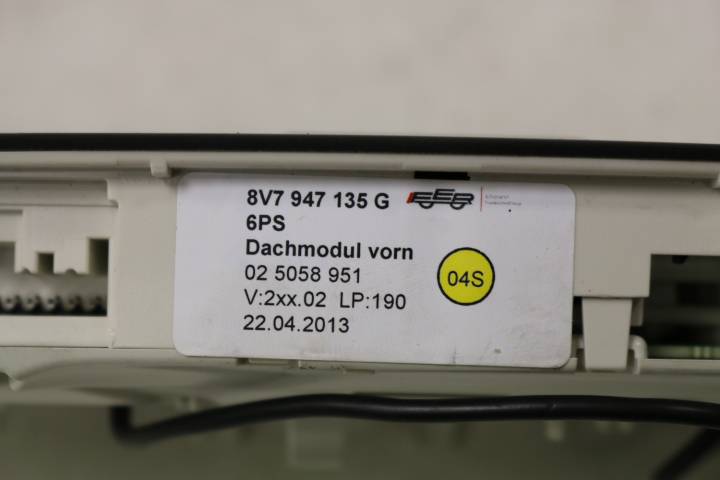 8V7 947 135 G
6PS
Dachmodul vorn
02 5058 951
V:2xx.02 LP:190
22.04.2013
04S